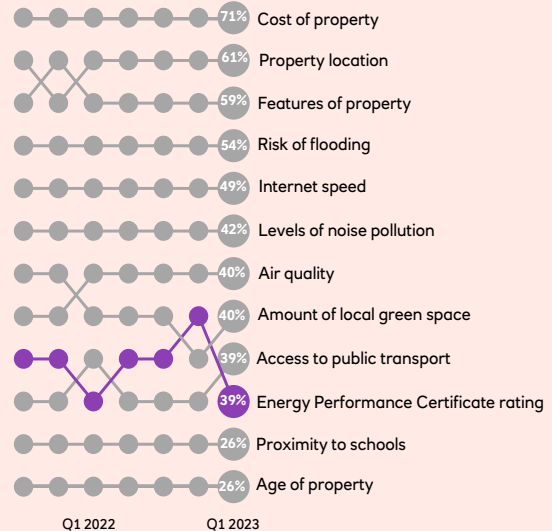 71% Cost of property
61% Property location
59% Features of property
54% Risk of flooding
49% Internet speed
42% Levels of noise pollution
40% Air quality
40% Amount of local green space
39% Access to public transport
39% Energy Performance Certificate rating
26% Proximity to schools
26% Age of property
Q1 2022 Q1 2023